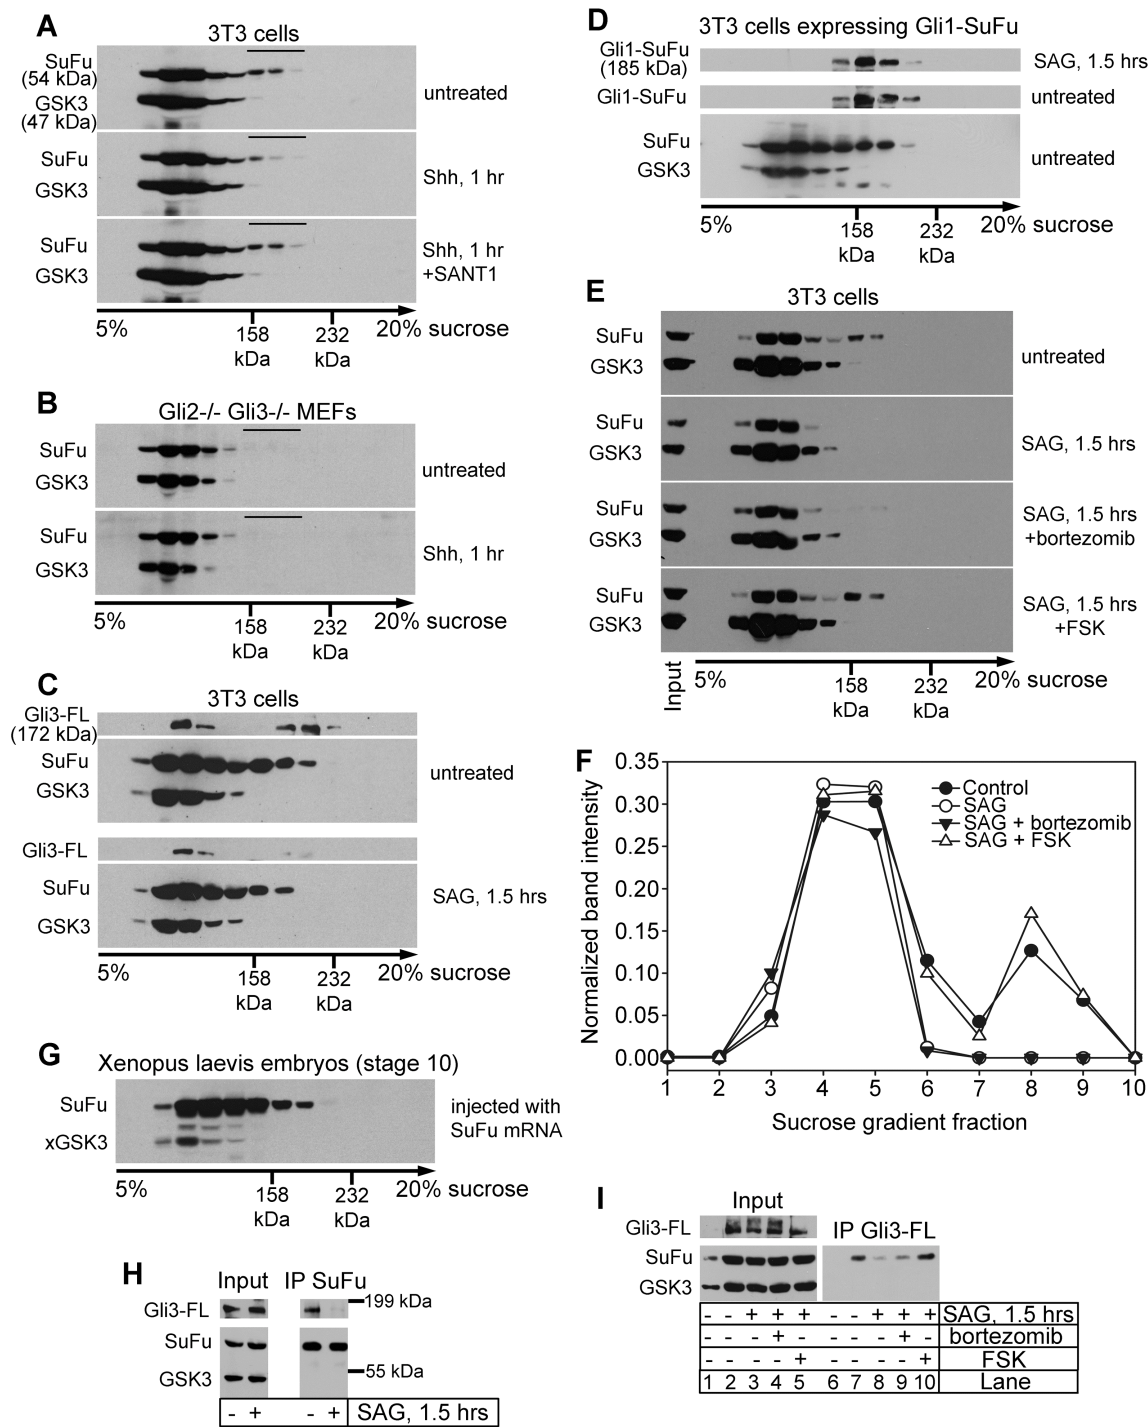 A
3T3 cells
SuFu
(54 kDa)
GSK3
(47 kDa)
untreated
SuFu
GSK3
Shh, 1 hr
SuFu
GSK3
Shh, 1 hr
+SANT1
5%
158
kDa
232
kDa
20% sucrose
B
Gli2-/- Gli3-/- MEFs
SuFu
GSK3
untreated
SuFu
GSK3
Shh, 1 hr
5%
158
kDa
232
kDa
20% sucrose
C
3T3 cells
Gli3-FL
(172 kDa)
SuFu
GSK3
untreated
Gli3-FL
SuFu
GSK3
SAG, 1.5 hrs
5%
158
kDa
232
kDa
20% sucrose
D
3T3 cells expressing Gli1-SuFu
Gli1-SuFu
(185 kDa)
SAG, 1.5 hrs
Gli1-SuFu
untreated
SuFu
GSK3
untreated
5%
158
kDa
232
kDa
20% sucrose
E
3T3 cells
SuFu
GSK3
untreated
SuFu
GSK3
SAG, 1.5 hrs
SuFu
GSK3
SAG, 1.5 hrs
+bortezomib
SuFu
GSK3
SAG, 1.5 hrs
+FSK
Input
5%
158
kDa
232
kDa
20% sucrose
F
Normalized band intensity
0.35
0.30
0.25
0.20
0.15
0.10
0.05
0.00
Control
SAG
SAG + bortezomib
SAG + FSK
1 2 3 4 5 6 7 8 9 10
Sucrose gradient fraction
G
Xenopus laevis embryos (stage 10)
SuFu
xGSK3
injected with
SuFu mRNA
5%
158
kDa
232
kDa
20% sucrose
H
Input IP SuFu
Gli3-FL
199 kDa
SuFu
55 kDa
GSK3
- + - + SAG, 1.5 hrs
I
Input
Gli3-FL
IP Gli3-FL
SuFu
GSK3
- - + + + - - + + + SAG, 1.5 hrs
- - - + - - - - + - bortezomib
- - - - + - - - - + FSK
1 2 3 4 5 6 7 8 9 10 Lane